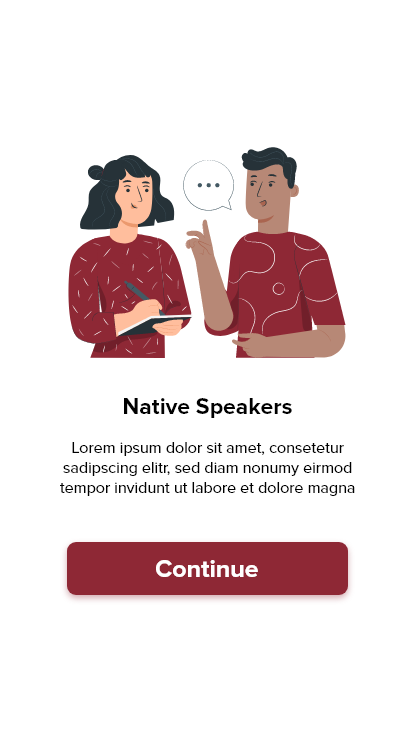 Native Speakers
Lorem ipsum dolor sit amet, consetetur
sadipscing elitr, sed diam nonumy eirmod
tempor invidunt ut labore et dolore magna
Continue